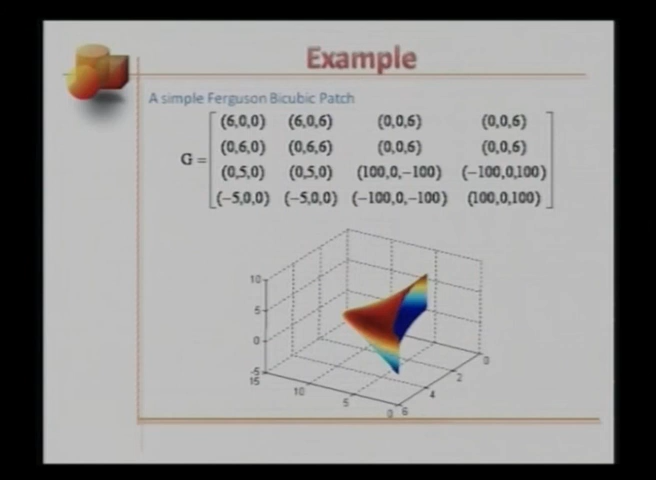 Example
A simple Ferguson Bicubic Patch
(6,0,0) (6,0,6) (0,0,6) (0,0,6)
(0,6,0) (0,6,6) (0,0,6) (0,0,6)
G =
(0,5,0) (0,5,0) (100,0,−100) (−100,0,100)
(−5,0,0) (−5,0,0) (−100,0,−100) (100,0,100)
10
5
0
-5
15
10
5
0
6
4
2
0